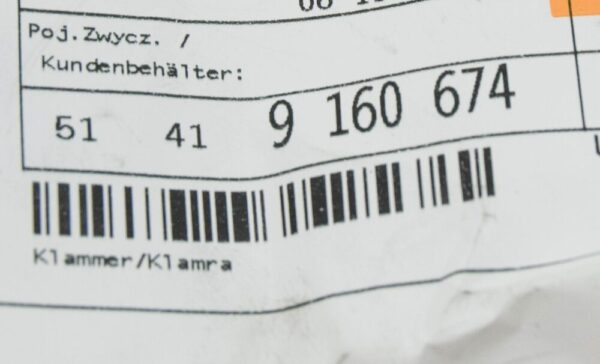 Poj.Zwycz. /
Kundenbehälter:
51 41 9 160 674
Klammer/Klamra